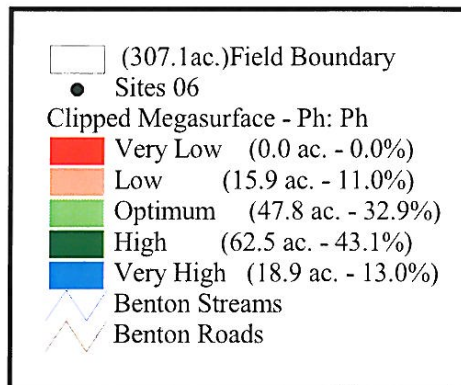 (307.1ac.)Field Boundary
Sites 06
Clipped Megasurface - Ph: Ph
Very Low (0.0 ac. - 0.0%)
Low (15.9 ac. - 11.0%)
Optimum (47.8 ac. - 32.9%)
High (62.5 ac. - 43.1%)
Very High (18.9 ac. - 13.0%)
Benton Streams
Benton Roads